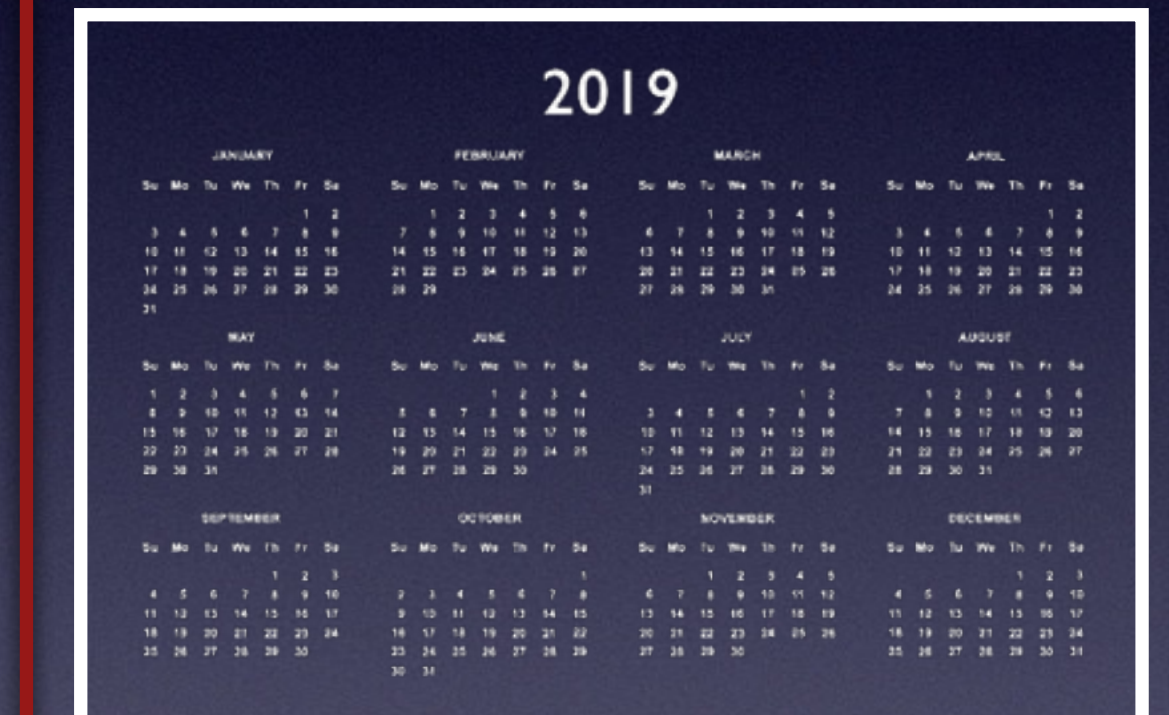 2019
JANUARY FEBRUARY MARCH APRIL
Su Mo Tu We Th Fr Sa Su Mo Tu We Th Fr Sa Su Mo Tu We Th Fr Sa Su Mo Tu We Th Fr Sa
1 2 1 2 3 4 5 6 1 2 3 4 5 1 2
3 4 5 6 7 8 9 7 8 9 10 11 12 13 6 7 8 9 10 11 12 3 4 5 6 7 8 9
10 11 12 13 14 15 16 14 15 16 17 18 19 20 13 14 15 16 17 18 19 10 11 12 13 14 15 16
17 18 19 20 21 22 23 21 22 23 24 25 26 27 20 21 22 23 24 25 26 17 18 19 20 21 22 23
24 25 26 27 28 29 30 28 29 27 28 29 30 31 24 25 26 27 28 29 30
31
MAY JUNE JULY AUGUST
Su Mo Tu We Th Fr Sa Su Mo Tu We Th Fr Sa Su Mo Tu We Th Fr Sa Su Mo Tu We Th Fr Sa
1 2 3 4 5 6 7 1 2 3 4 1 2 1 2 3 4 5 6
8 9 10 11 12 13 14 5 6 7 8 9 10 11 3 4 5 6 7 8 9 7 8 9 10 11 12 13
15 16 17 18 19 20 21 12 13 14 15 16 17 18 10 11 12 13 14 15 16 14 15 16 17 18 19 20
22 23 24 25 26 27 28 19 20 21 22 23 24 25 17 18 19 20 21 22 23 21 22 23 24 25 26 27
29 30 31 26 27 28 29 30 24 25 26 27 28 29 30 28 29 30 31
31
SEPTEMBER OCTOBER NOVEMBER DECEMBER
Su Mo Tu We Th Fr Sa Su Mo Tu We Th Fr Sa Su Mo Tu We Th Fr Sa Su Mo Tu We Th Fr Sa
1 2 3 1 1 2 3 4 5 1 2 3
4 5 6 7 8 9 10 2 3 4 5 6 7 8 6 7 8 9 10 11 12 4 5 6 7 8 9 10
11 12 13 14 15 16 17 9 10 11 12 13 14 15 13 14 15 16 17 18 19 11 12 13 14 15 16 17
18 19 20 21 22 23 24 16 17 18 19 20 21 22 20 21 22 23 24 25 26 18 19 20 21 22 23 24
25 26 27 28 29 30 23 24 25 26 27 28 29 27 28 29 30 25 26 27 28 29 30 31
30 31